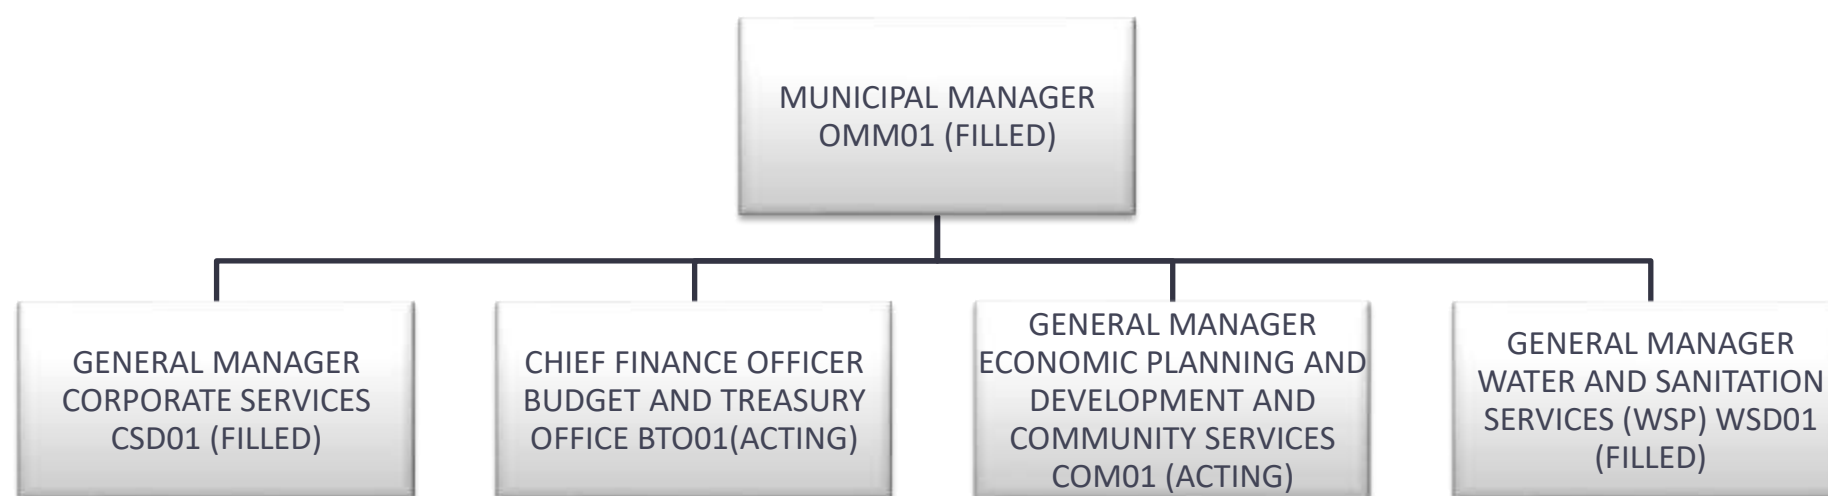 MUNICIPAL MANAGER
OMM01 (FILLED)
GENERAL MANAGER
CORPORATE SERVICES
CSD01 (FILLED)
CHIEF FINANCE OFFICER
BUDGET AND TREASURY
OFFICE BTO01(ACTING)
GENERAL MANAGER
ECONOMIC PLANNING AND
DEVELOPMENT AND
COMMUNITY SERVICES
COM01 (ACTING)
GENERAL MANAGER
WATER AND SANITATION
SERVICES (WSP) WSD01
(FILLED)